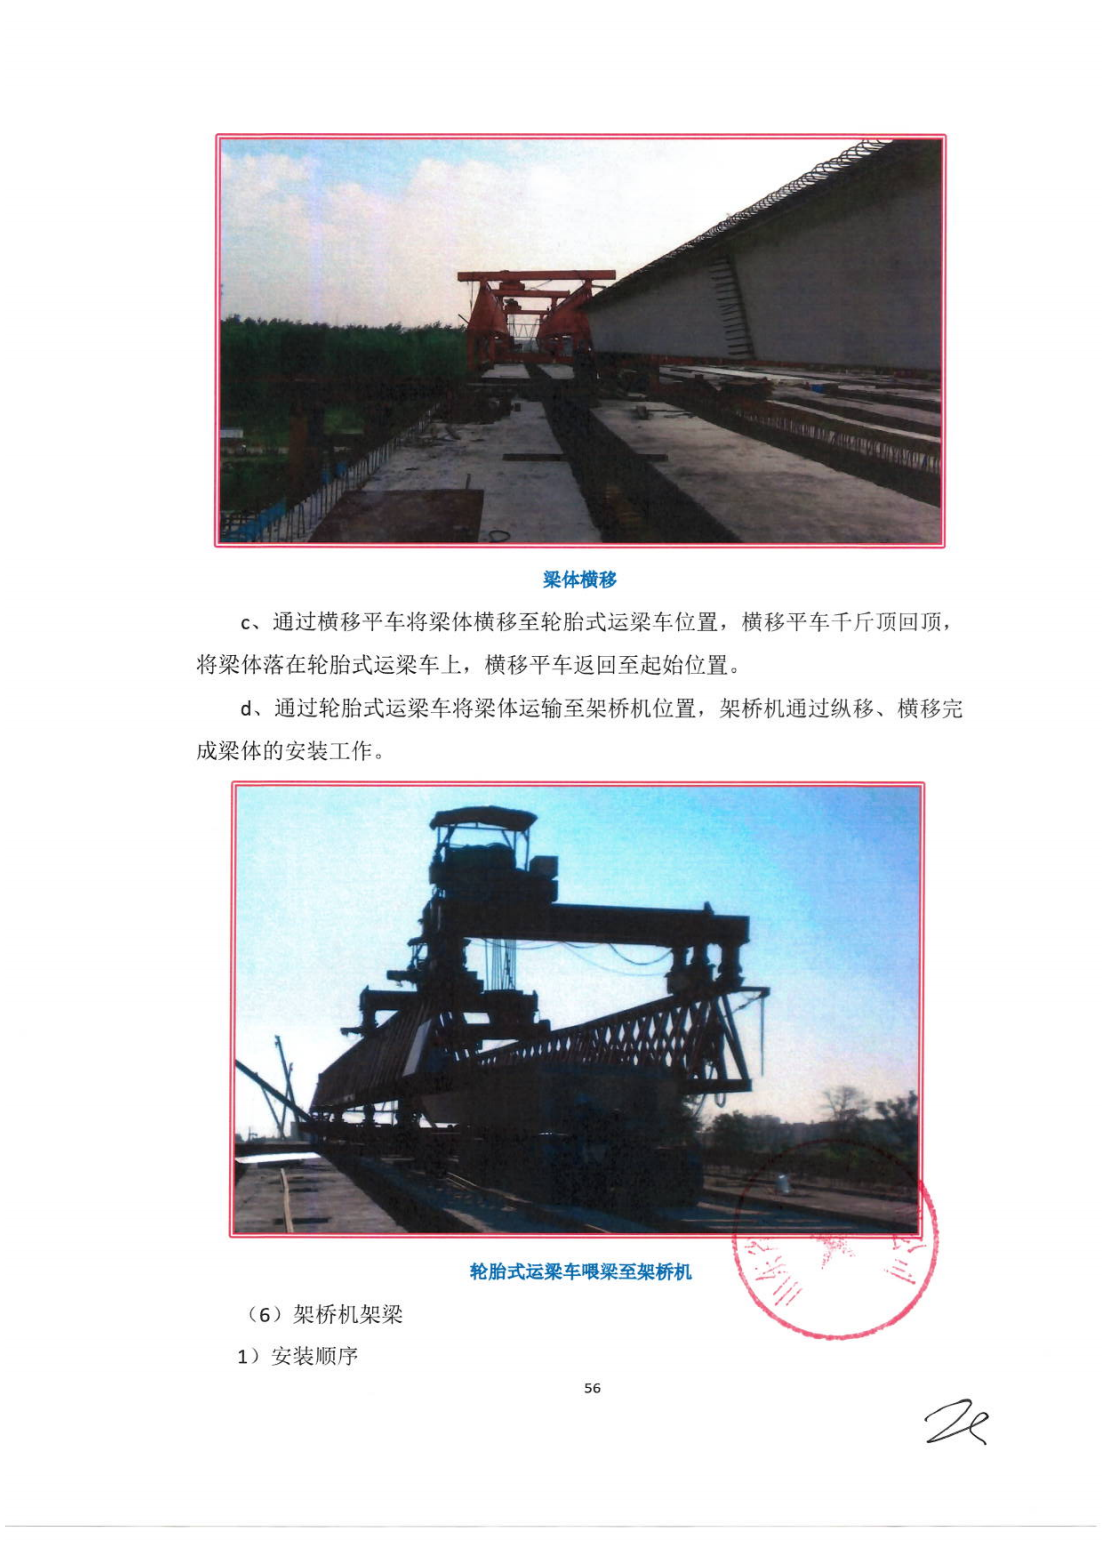 梁体横移
c、通过横移平车将梁体横移至轮胎式运梁车位置，横移平车千斤顶回顶，
将梁体落在轮胎式运梁车上，横移平车返回至起始位置。
d、通过轮胎式运梁车将梁体运输至架桥机位置，架桥机通过纵移、横移完
成梁体的安装工作。
轮胎式运梁车喂梁至架桥机
（6）架桥机架梁
1）安装顺序
56